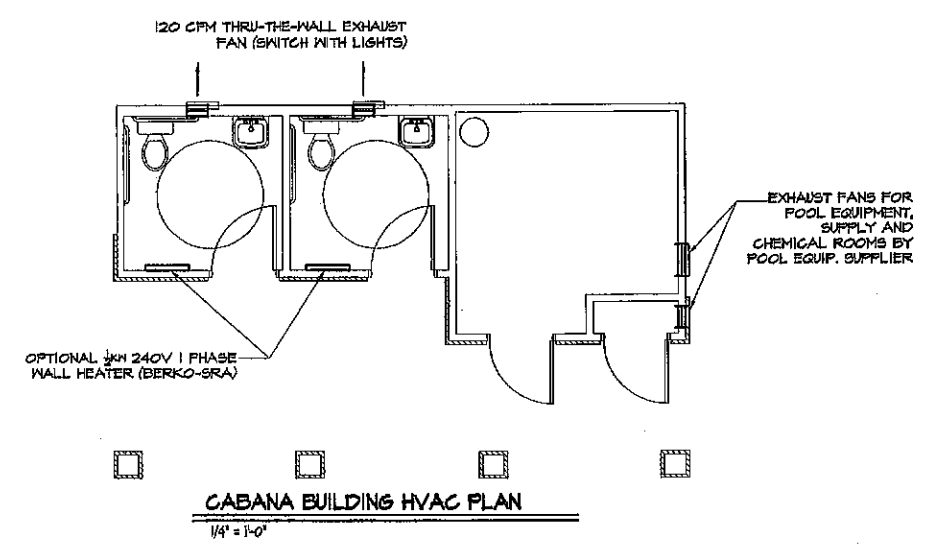 120 CFM THRU-THE-WALL EXHAUST
FAN (SWITCH WITH LIGHTS)
EXHAUST FANS FOR
POOL EQUIPMENT,
SUPPLY AND
CHEMICAL ROOMS BY
POOL EQUIP. SUPPLIER
OPTIONAL ½KW 240V 1 PHASE
WALL HEATER (BERKO-SRA)
CABANA BUILDING HVAC PLAN
1/4" = 1'-0"